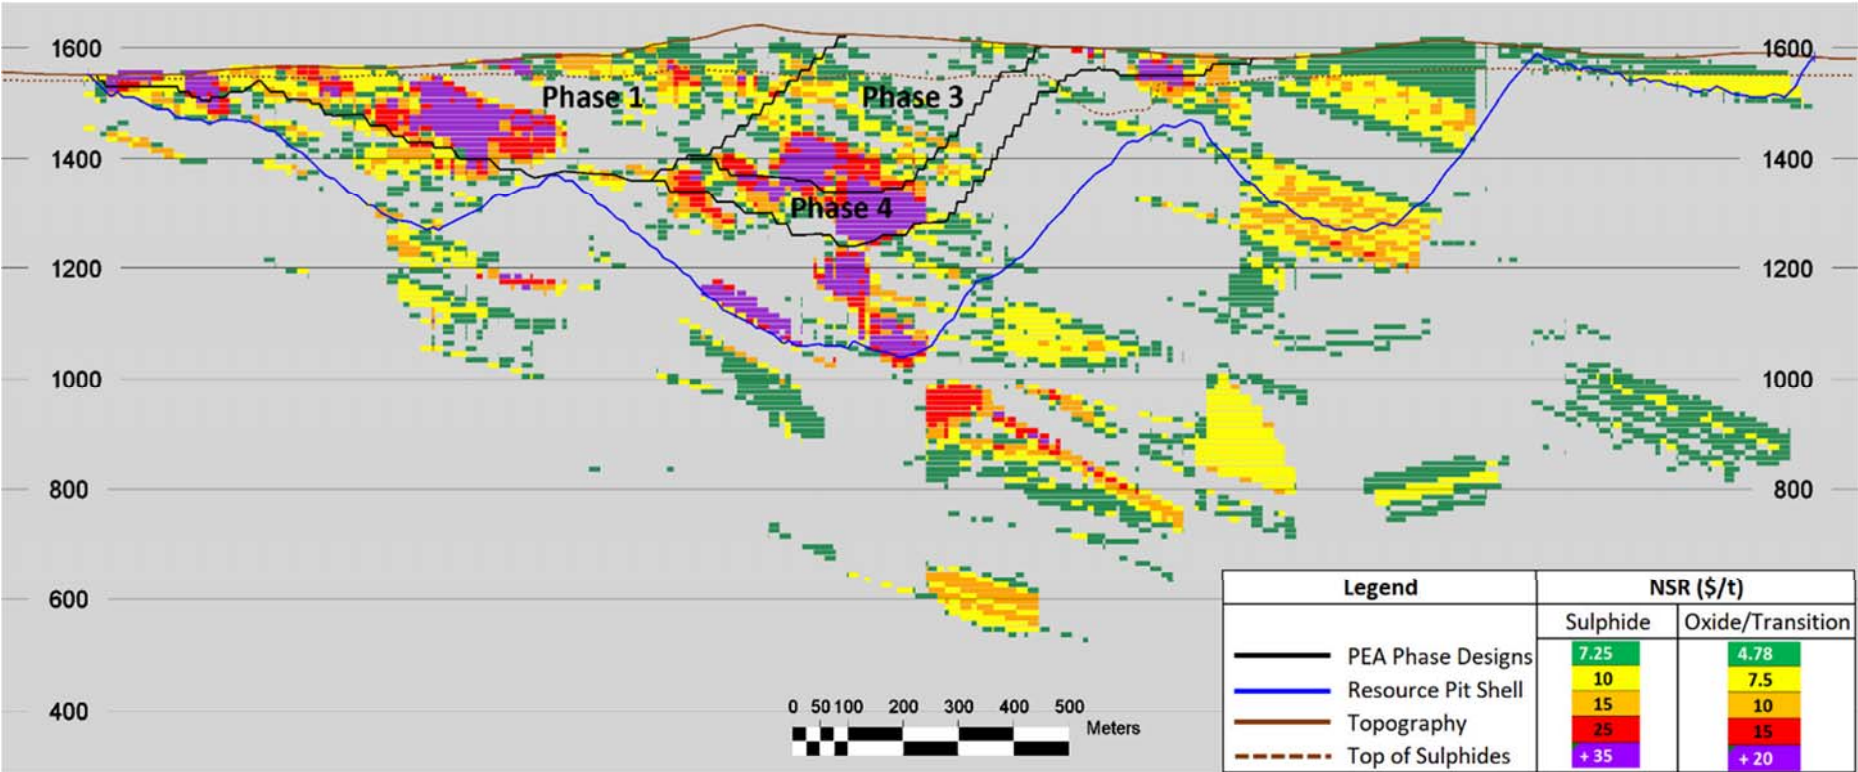 1600 1600
Phase 1 Phase 3
1400 1400
Phase 4
1200 1200
1000 1000
800 800
600
400
0 50 100 200 300 400 500
Meters
Legend NSR ($/t)
Sulphide Oxide/Transition
PEA Phase Designs 7.25 4.78
10 7.5
Resource Pit Shell 15 10
Topography 25 15
Top of Sulphides +35 +20